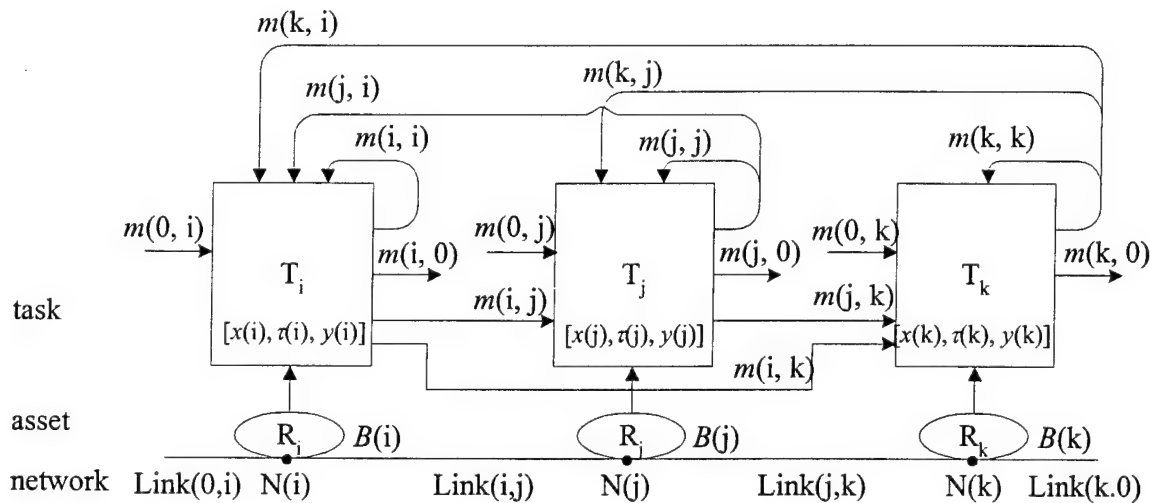 m(k, i)
m(k, j)
m(j, i)
m(i, i)
m(j, j)
m(k, k)
m(0, i)
m(i, 0)
m(0, j)
m(j, 0)
m(0, k)
m(k, 0)
T_i
T_j
T_k
m(i, j)
m(j, k)
task
[x(i), τ(i), y(i)]
[x(j), τ(j), y(j)]
[x(k), τ(k), y(k)]
m(i, k)
asset
R_i
B(i)
R_j
B(j)
R_k
B(k)
network
Link(0,i)
N(i)
Link(i,j)
N(j)
Link(j,k)
N(k)
Link(k.0)